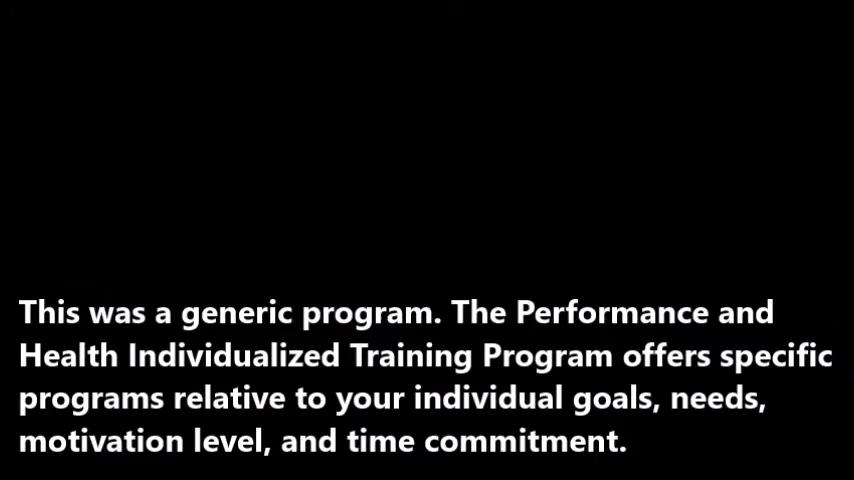 This was a generic program. The Performance and
Health Individualized Training Program offers specific
programs relative to your individual goals, needs,
motivation level, and time commitment.